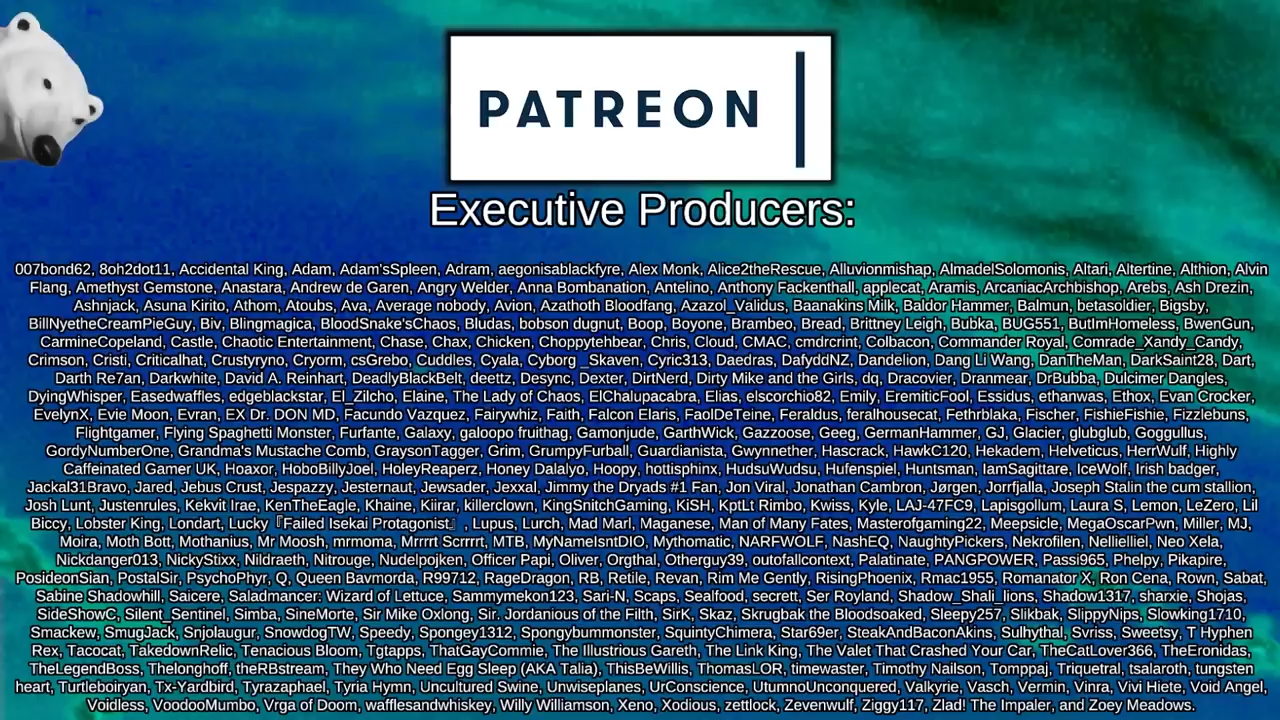 PATREON
Executive Producers:
007bond62, 8oh2dot11, Accidental King, Adam, Adam'sSpleen, Adram, aegonisablackfyre, Alex Monk, Alice2theRescue, Alluvionmishap, AlmadelSolomonis, Altari, Altertine, Althion, Alvin
Flang, Amethyst Gemstone, Anastara, Andrew de Garen, Angry Welder, Anna Bombanation, Antelino, Anthony Fackenthall, applecat, Aramis, ArcaniacArchbishop, Arebs, Ash Drezin,
Ashnjack, Asuna Kirito, Athom, Atoubs, Ava, Average nobody, Avion, Azathoth Bloodfang, Azazol_Validus, Baanakins Milk, Baldor Hammer, Balmun, betasoldier, Bigsby,
BillNyetheCreamPieGuy, Biv, Blingmagica, BloodSnake'sChaos, Bludas, bobson dugnut, Boop, Boyone, Brambeo, Bread, Brittney Leigh, Bubka, BUG551, ButImHomeless, BwenGun,
CarmineCopeland, Castle, Chaotic Entertainment, Chase, Chax, Chicken, Choppytehbear, Chris, Cloud, CMAC, cmdrcrint, Colbacon, Commander Royal, Comrade_Xandy_Candy,
Crimson, Cristi, Criticalhat, Crustyryno, Cryorm, csGrebo, Cuddles, Cyala, Cyborg _Skaven, Cyric313, Daedras, DafyddNZ, Dandelion, Dang Li Wang, DanTheMan, DarkSaint28, Dart,
Darth Re7an, Darkwhite, David A. Reinhart, DeadlyBlackBelt, deettz, Desync, Dexter, DirtNerd, Dirty Mike and the Girls, dq, Dracovier, Dranmear, DrBubba, Dulcimer Dangles,
DyingWhisper, Easedwaffles, edgeblackstar, El_Zilcho, Elaine, The Lady of Chaos, ElChalupacabra, Elias, elscorchio82, Emily, EremiticFool, Essidus, ethanwas, Ethox, Evan Crocker,
EvelynX, Evie Moon, Evran, EX Dr. DON MD, Facundo Vazquez, Fairywhiz, Faith, Falcon Elaris, FaolDeTeine, Feraldus, feralhousecat, Fethrblaka, Fischer, FishieFishie, Fizzlebuns,
Flightgamer, Flying Spaghetti Monster, Furfante, Galaxy, galoopo fruithag, Gamonjude, GarthWick, Gazzoose, Geeg, GermanHammer, GJ, Glacier, glubglub, Goggullus,
GordyNumberOne, Grandma's Mustache Comb, GraysonTagger, Grim, GrumpyFurball, Guardianista, Gwynnether, Hascrack, HawkC120, Hekadem, Helveticus, HerrWulf, Highly
Caffeinated Gamer UK, Hoaxor, HoboBillyJoel, HoleyReaperz, Honey Dalalyo, Hoopy, hottisphinx, HudsuWudsu, Hufenspiel, Huntsman, IamSagittare, IceWolf, Irish badger,
Jackal31Bravo, Jared, Jebus Crust, Jespazzy, Jesternaut, Jewsader, Jexxal, Jimmy the Dryads #1 Fan, Jon Viral, Jonathan Cambron, Jørgen, Jorrfjalla, Joseph Stalin the cum stallion,
Josh Lunt, Justenrules, Kekvit Irae, KenTheEagle, Khaine, Kiirar, killerclown, KingSnitchGaming, KiSH, KptLt Rimbo, Kwiss, Kyle, LAJ-47FC9, Lapisgollum, Laura S, Lemon, LeZero, Lil
Biccy, Lobster King, Londart, Lucky『Failed Isekai Protagonist』, Lupus, Lurch, Mad Marl, Maganese, Man of Many Fates, Masterofgaming22, Meepsicle, MegaOscarPwn, Miller, MJ,
Moira, Moth Bott, Mothanius, Mr Moosh, mrmoma, Mrrrrt Scrrrrt, MTB, MyNameIsntDIO, Mythomatic, NARFWOLF, NashEQ, NaughtyPickers, Nekrofilen, Nellielliel, Neo Xela,
Nickdanger013, NickyStixx, Nildraeth, Nitrouge, Nudelpojken, Officer Papi, Oliver, Orgthal, Otherguy39, outofallcontext, Palatinate, PANGPOWER, Passi965, Phelpy, Pikapire,
PosideonSian, PostalSir, PsychoPhyr, Q, Queen Bavmorda, R99712, RageDragon, RB, Retile, Revan, Rim Me Gently, RisingPhoenix, Rmac1955, Romanator X, Ron Cena, Rown, Sabat,
Sabine Shadowhill, Saicere, Saladmancer: Wizard of Lettuce, Sammymekon123, Sari-N, Scaps, Sealfood, secrett, Ser Royland, Shadow_Shali_lions, Shadow1317, sharxie, Shojas,
SideShowC, Silent_Sentinel, Simba, SineMorte, Sir Mike Oxlong, Sir. Jordanious of the Filth, SirK, Skaz, Skrugbak the Bloodsoaked, Sleepy257, Slikbak, SlippyNips, Slowking1710,
Smackew, SmugJack, Snjolaugur, SnowdogTW, Speedy, Spongey1312, Spongybummonster, SquintyChimera, Star69er, SteakAndBaconAkins, Sulhythal, Svriss, Sweetsy, T Hyphen
Rex, Tacocat, TakedownRelic, Tenacious Bloom, Tgtapps, ThatGayCommie, The Illustrious Gareth, The Link King, The Valet That Crashed Your Car, TheCatLover366, TheEronidas,
TheLegendBoss, Thelonghoff, theRBstream, They Who Need Egg Sleep (AKA Talia), ThisBeWillis, ThomasLOR, timewaster, Timothy Nailson, Tomppaj, Triquetral, tsalaroth, tungsten
heart, Turtleboiryan, Tx-Yardbird, Tyrazaphael, Tyria Hymn, Uncultured Swine, Unwiseplanes, UrConscience, UtumnoUnconquered, Valkyrie, Vasch, Vermin, Vinra, Vivi Hiete, Void Angel,
Voidless, VoodooMumbo, Vrga of Doom, wafflesandwhiskey, Willy Williamson, Xeno, Xodious, zettlock, Zevenwulf, Ziggy117, Zlad! The Impaler, and Zoey Meadows.